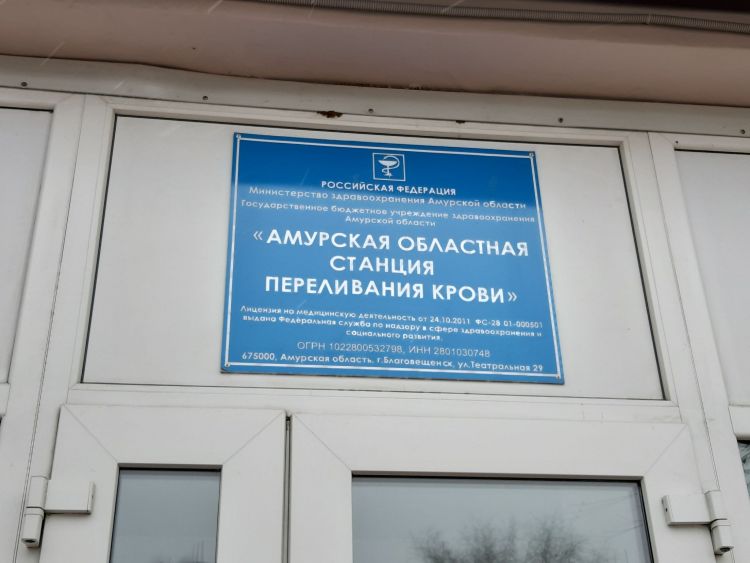 РОССИЙСКАЯ ФЕДЕРАЦИЯ
Министерство здравоохранения Амурской области
Государственное бюджетное учреждение здравоохранения
Амурской области
«АМУРСКАЯ ОБЛАСТНАЯ
СТАНЦИЯ
ПЕРЕЛИВАНИЯ КРОВИ»
Лицензия на медицинскую деятельность от 24.10.2011 ФС-28 01-000501
выдана Федеральная служба по надзору в сфере здравоохранения и
социального развития.
ОГРН 1022800532798, ИНН 2801030748
675000, Амурская область. г.Благовещенск, ул.Театральная 29